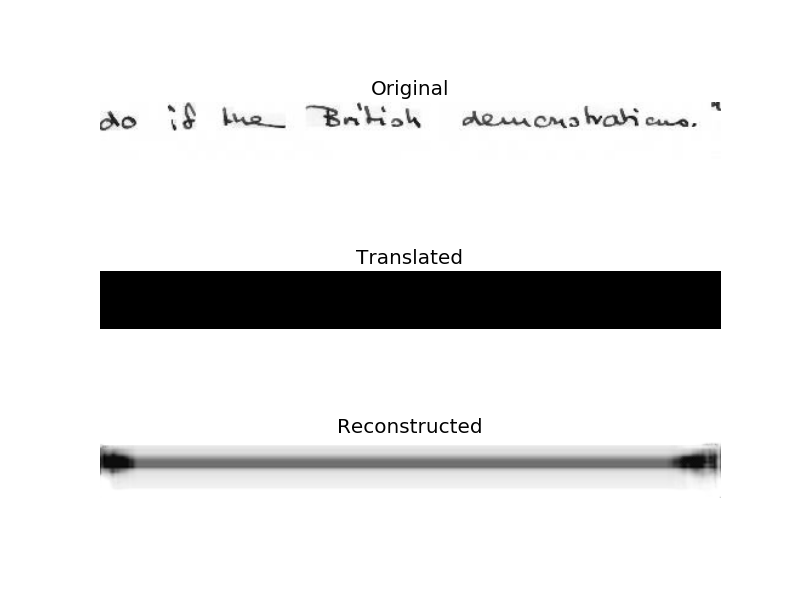 Original
do if the British demonstrations."
Translated
Reconstructed